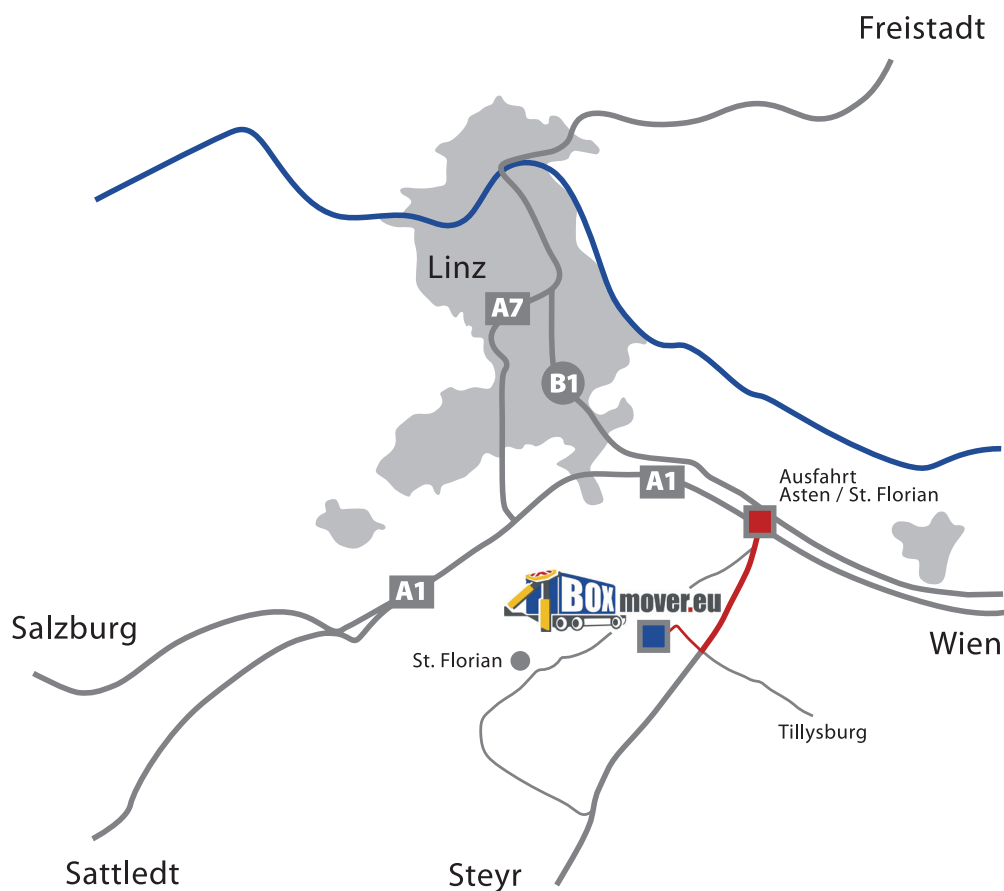 Freistadt
Linz
A7
B1
A1
Ausfahrt
Asten / St. Florian
A1
BOXmover.eu
Salzburg
Wien
St. Florian
Tillysburg
Sattledt
Steyr